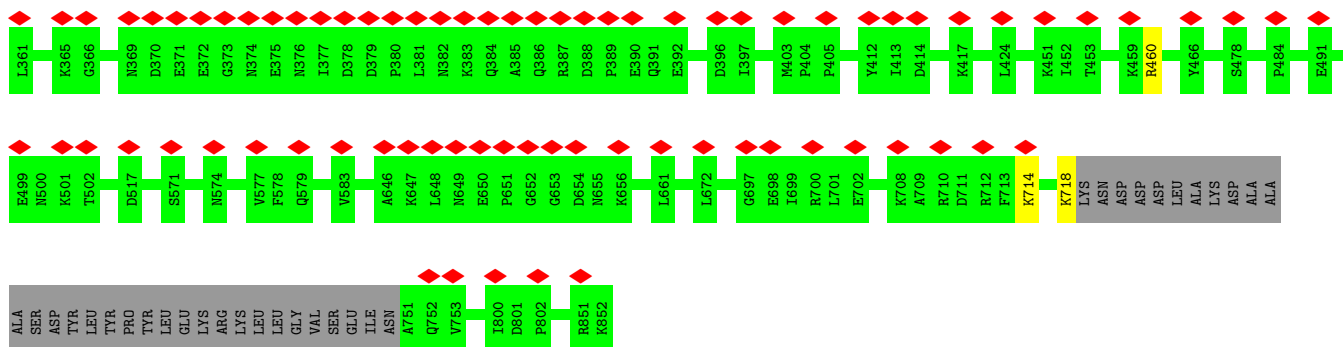 L361 K365 G366 N369 D370 E371 E372 G373 N374 E375 N376 I377 D378 D379 P380 L381 N382 K383 Q384 A385 Q386 R387 D388 P389 E390 Q391 E392 D396 I397 M403 P404 P405 Y412 I413 D414 K417 L424 K451 I452 T453 K459 R460 Y466 S478 P484 E491
E499 N500 K501 T502 D517 S571 N574 V577 F578 Q579 V583 A646 K647 L648 N649 E650 P651 G652 G653 D654 N655 K656 L661 L672 G697 E698 I699 R700 L701 E702 K708 A709 R710 D711 R712 F713 K714 K718 LYS ASN ASP ASP ASP LEU ALA LYS ASP ALA ALA
ALA SER ASP TYR LEU TYR PRO TYR LEU GLU LYS ARG LYS LEU LEU GLY VAL SER GLU ILE ASN A751 Q752 V753 I800 D801 P802 R851 K852